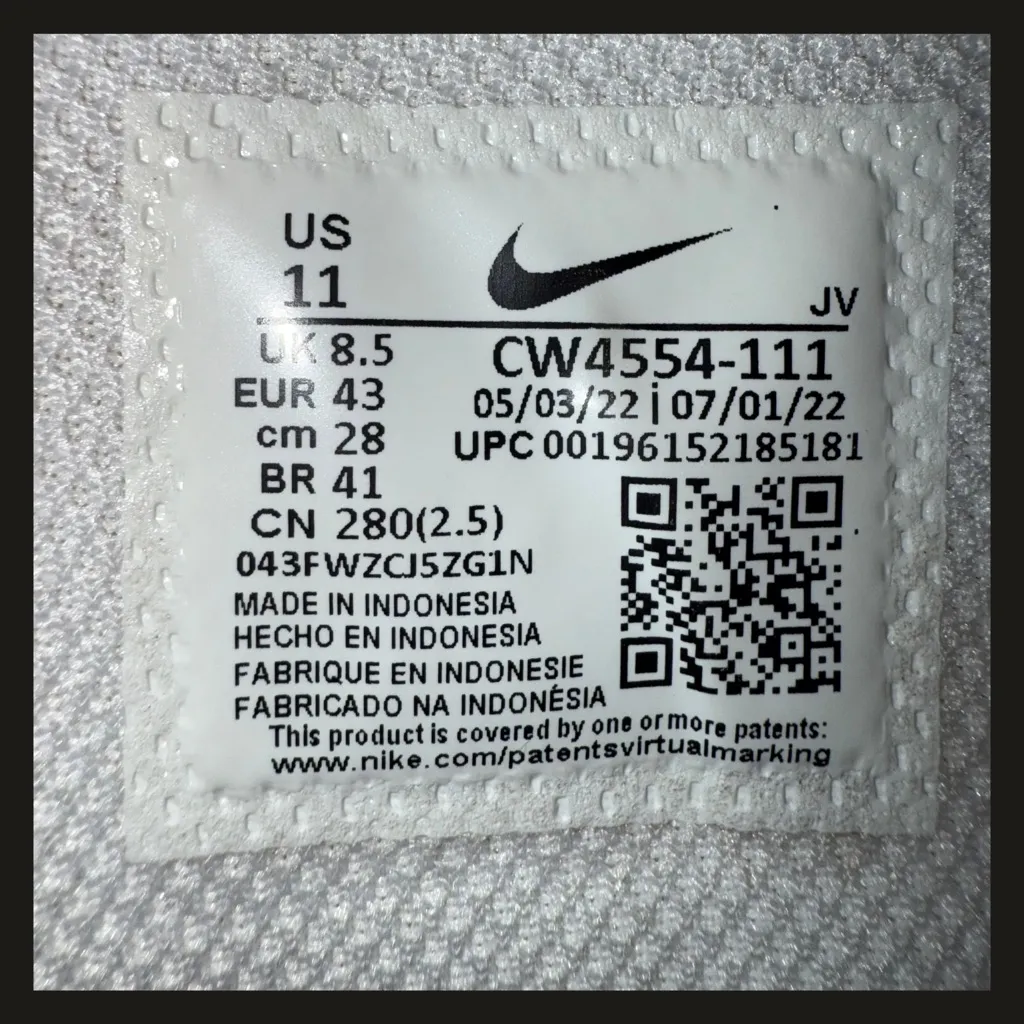 US
11
JV
UK 8.5
EUR 43
cm 28
BR 41
CN 280(2.5)
CW4554-111
05/03/22 | 07/01/22
UPC 00196152185181
043FWZCJ5ZG1N
MADE IN INDONESIA
HECHO EN INDONESIA
FABRIQUE EN INDONESIE
FABRICADO NA INDONÉSIA
This product is covered by one or more patents:
www.nike.com/patentsvirtualmarking